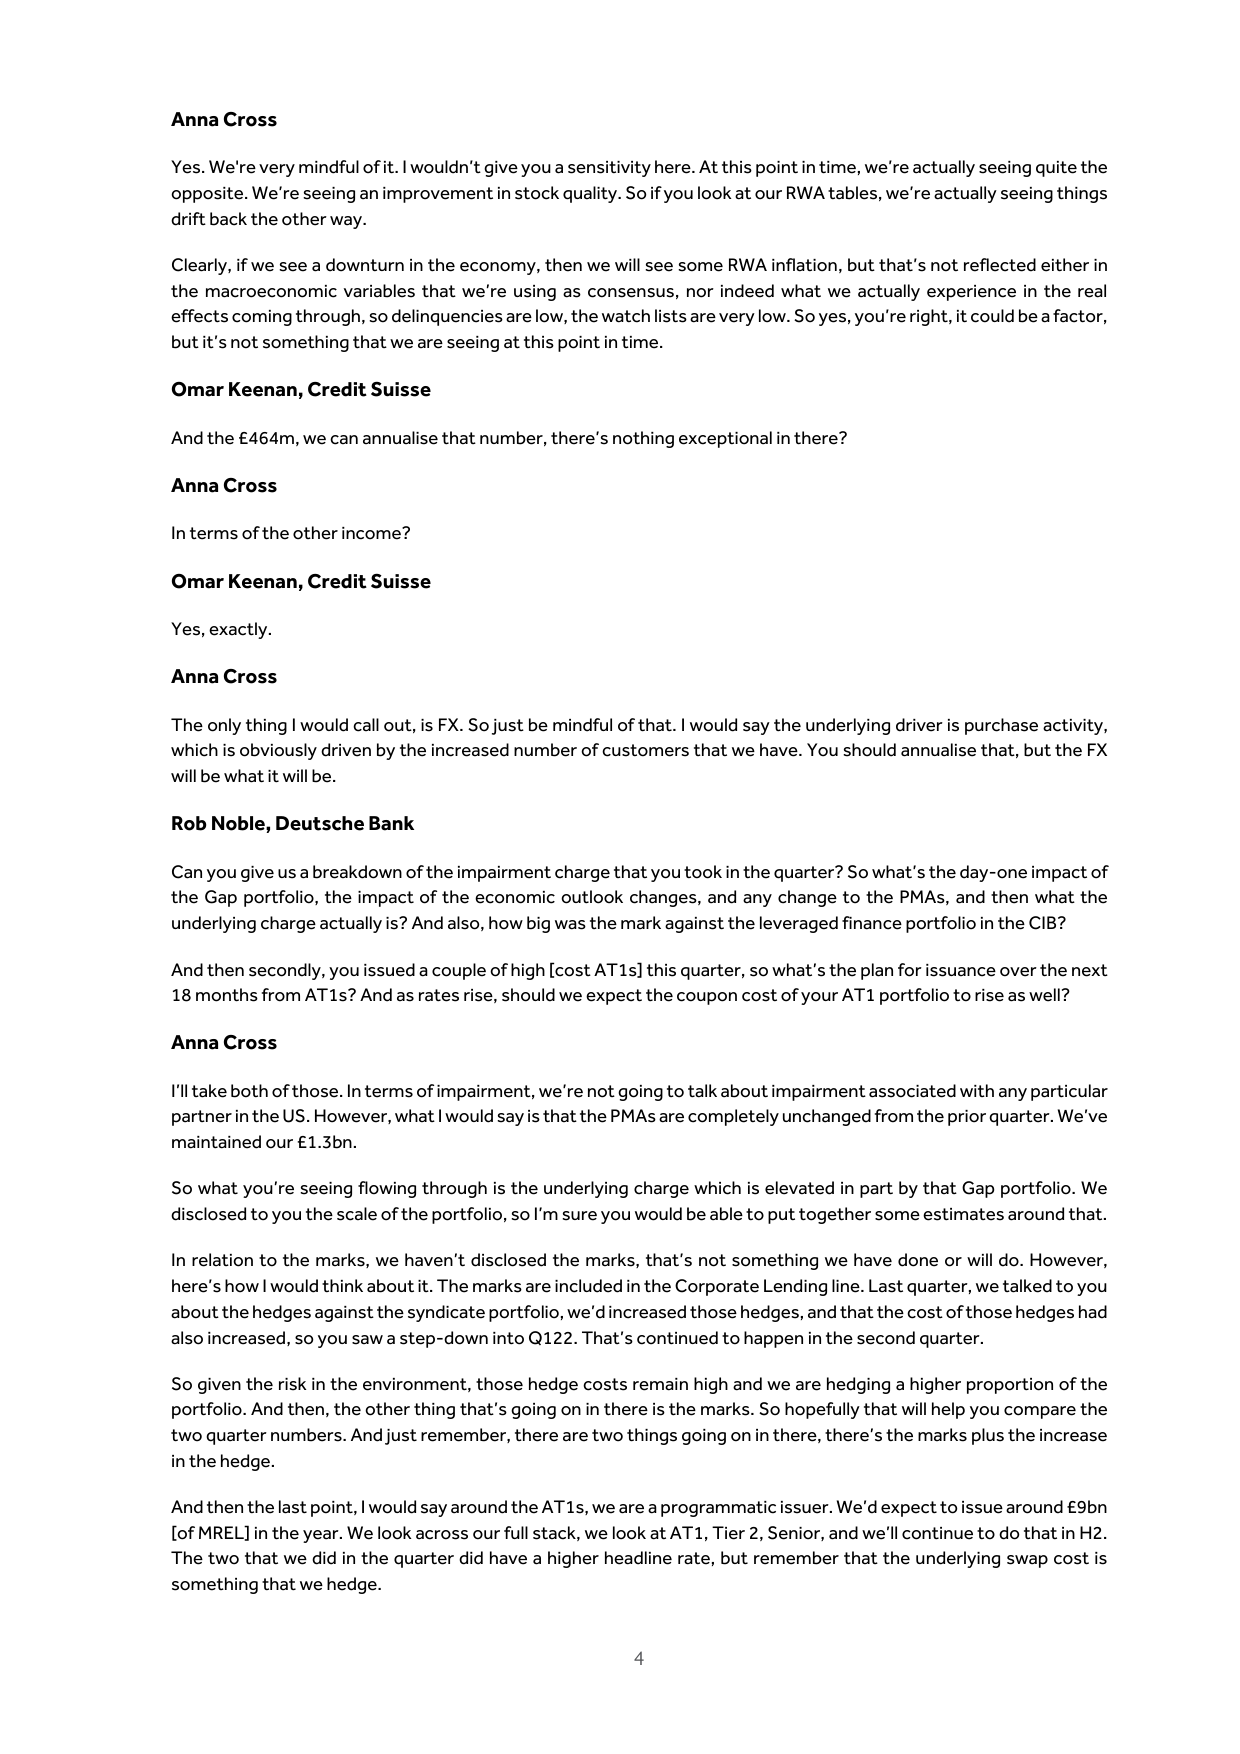 Anna Cross
Yes. We're very mindful of it. I wouldn't give you a sensitivity here. At this point in time, we're actually seeing quite the
opposite. We're seeing an improvement in stock quality. So if you look at our RWA tables, we're actually seeing things
drift back the other way.
Clearly, if we see a downturn in the economy, then we will see some RWA inflation, but that's not reflected either in
the macroeconomic variables that we're using as consensus, nor indeed what we actually experience in the real
effects coming through, so delinquencies are low, the watch lists are very low. So yes, you're right, it could be a factor,
but it's not something that we are seeing at this point in time.
Omar Keenan, Credit Suisse
And the £464m, we can annualise that number, there's nothing exceptional in there?
Anna Cross
In terms of the other income?
Omar Keenan, Credit Suisse
Yes, exactly.
Anna Cross
The only thing I would call out, is FX. So just be mindful of that. I would say the underlying driver is purchase activity,
which is obviously driven by the increased number of customers that we have. You should annualise that, but the FX
will be what it will be.
Rob Noble, Deutsche Bank
Can you give us a breakdown of the impairment charge that you took in the quarter? So what's the day-one impact of
the Gap portfolio, the impact of the economic outlook changes, and any change to the PMAs, and then what the
underlying charge actually is? And also, how big was the mark against the leveraged finance portfolio in the CIB?
And then secondly, you issued a couple of high [cost AT1s] this quarter, so what's the plan for issuance over the next
18 months from AT1s? And as rates rise, should we expect the coupon cost of your AT1 portfolio to rise as well?
Anna Cross
I'll take both of those. In terms of impairment, we're not going to talk about impairment associated with any particular
partner in the US. However, what I would say is that the PMAs are completely unchanged from the prior quarter. We've
maintained our £1.3bn.
So what you're seeing flowing through is the underlying charge which is elevated in part by that Gap portfolio. We
disclosed to you the scale of the portfolio, so I'm sure you would be able to put together some estimates around that.
In relation to the marks, we haven't disclosed the marks, that's not something we have done or will do. However,
here's how I would think about it. The marks are included in the Corporate Lending line. Last quarter, we talked to you
about the hedges against the syndicate portfolio, we'd increased those hedges, and that the cost of those hedges had
also increased, so you saw a step-down into Q122. That's continued to happen in the second quarter.
So given the risk in the environment, those hedge costs remain high and we are hedging a higher proportion of the
portfolio. And then, the other thing that's going on in there is the marks. So hopefully that will help you compare the
two quarter numbers. And just remember, there are two things going on in there, there's the marks plus the increase
in the hedge.
And then the last point, I would say around the AT1s, we are a programmatic issuer. We'd expect to issue around £9bn
[of MREL] in the year. We look across our full stack, we look at AT1, Tier 2, Senior, and we'll continue to do that in H2.
The two that we did in the quarter did have a higher headline rate, but remember that the underlying swap cost is
something that we hedge.
4